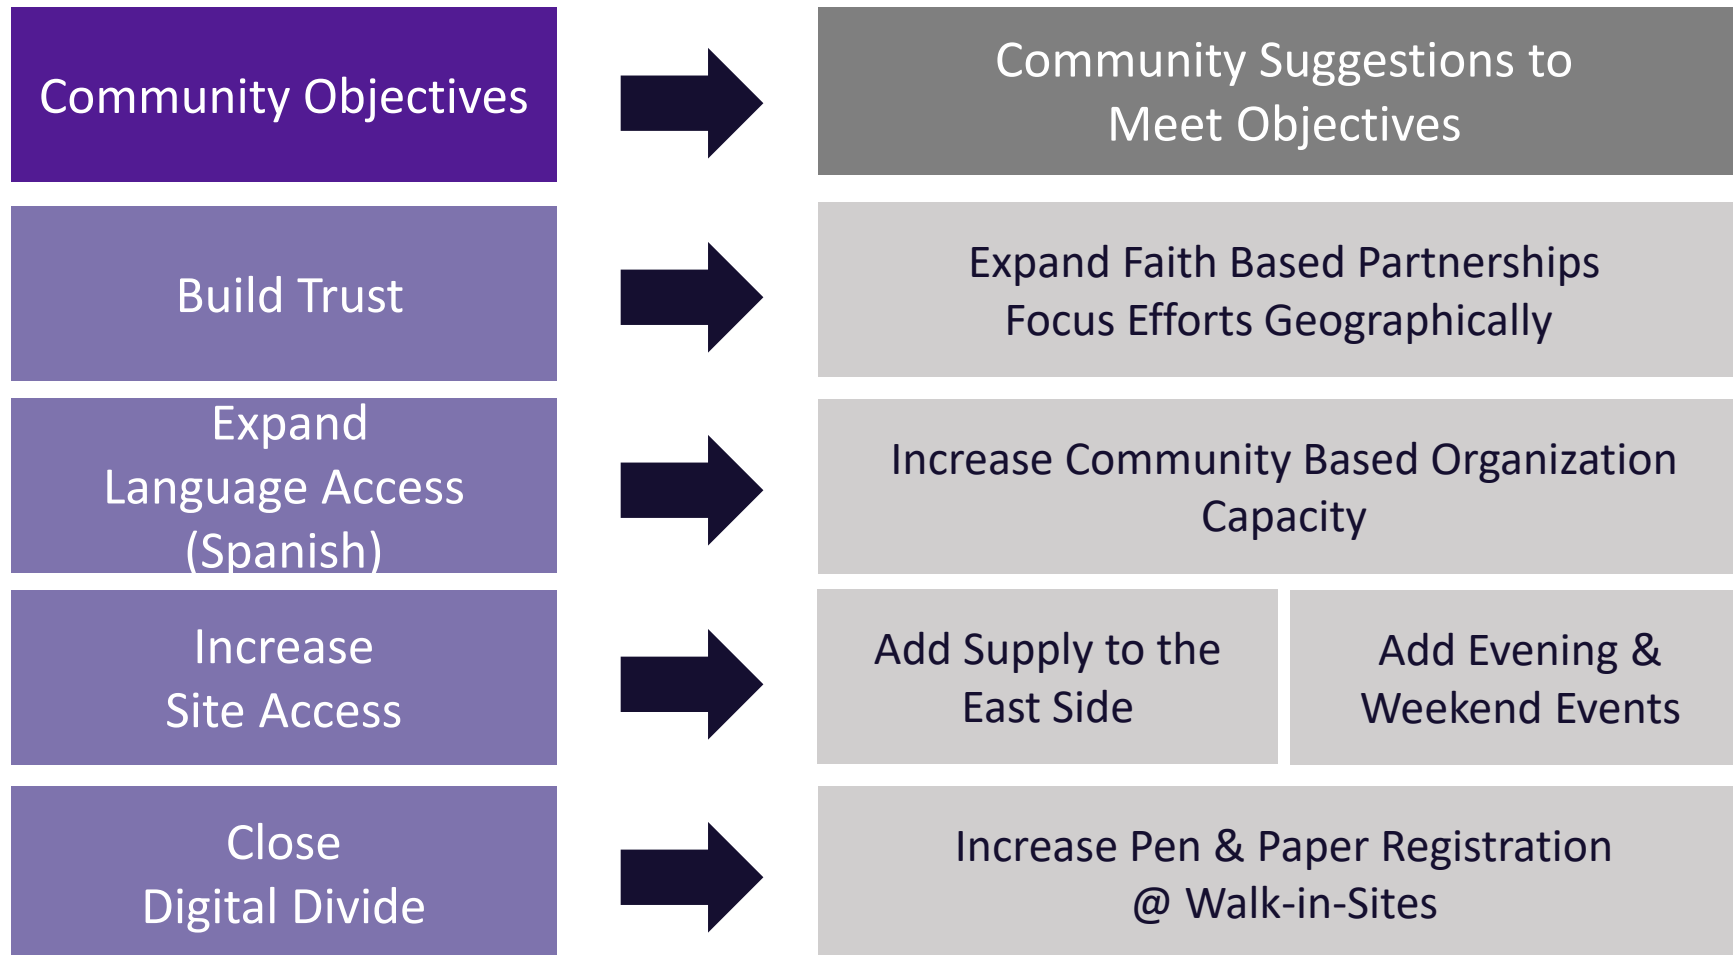 Community Objectives
Community Suggestions to
Meet Objectives
Build Trust
Expand Faith Based Partnerships
Focus Efforts Geographically
Expand
Language Access
(Spanish)
Increase Community Based Organization
Capacity
Increase
Site Access
Add Supply to the
East Side
Add Evening &
Weekend Events
Close
Digital Divide
Increase Pen & Paper Registration
@ Walk-in-Sites